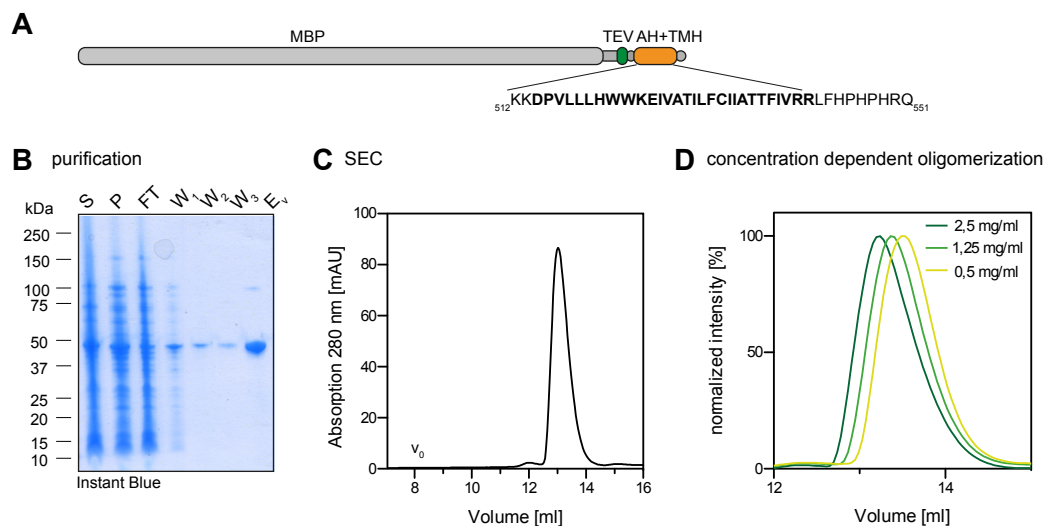 A
MBP TEV AH+TMH
512KKDPVLLLHWWKEIVATILFCIIATTFIVRRLFHPHPHRQ551
B purification
kDa S P FT W1 W2 W3 Ev
250
150
100
75
50
37
25
20
15
10
Instant Blue
C SEC
Absorption 280 nm [mAU]
100
80
60
40
20
0
v0
8 10 12 14 16
Volume [ml]
D concentration dependent oligomerization
normalized intensity [%]
100
50
0
2,5 mg/ml
1,25 mg/ml
0,5 mg/ml
12 14
Volume [ml]